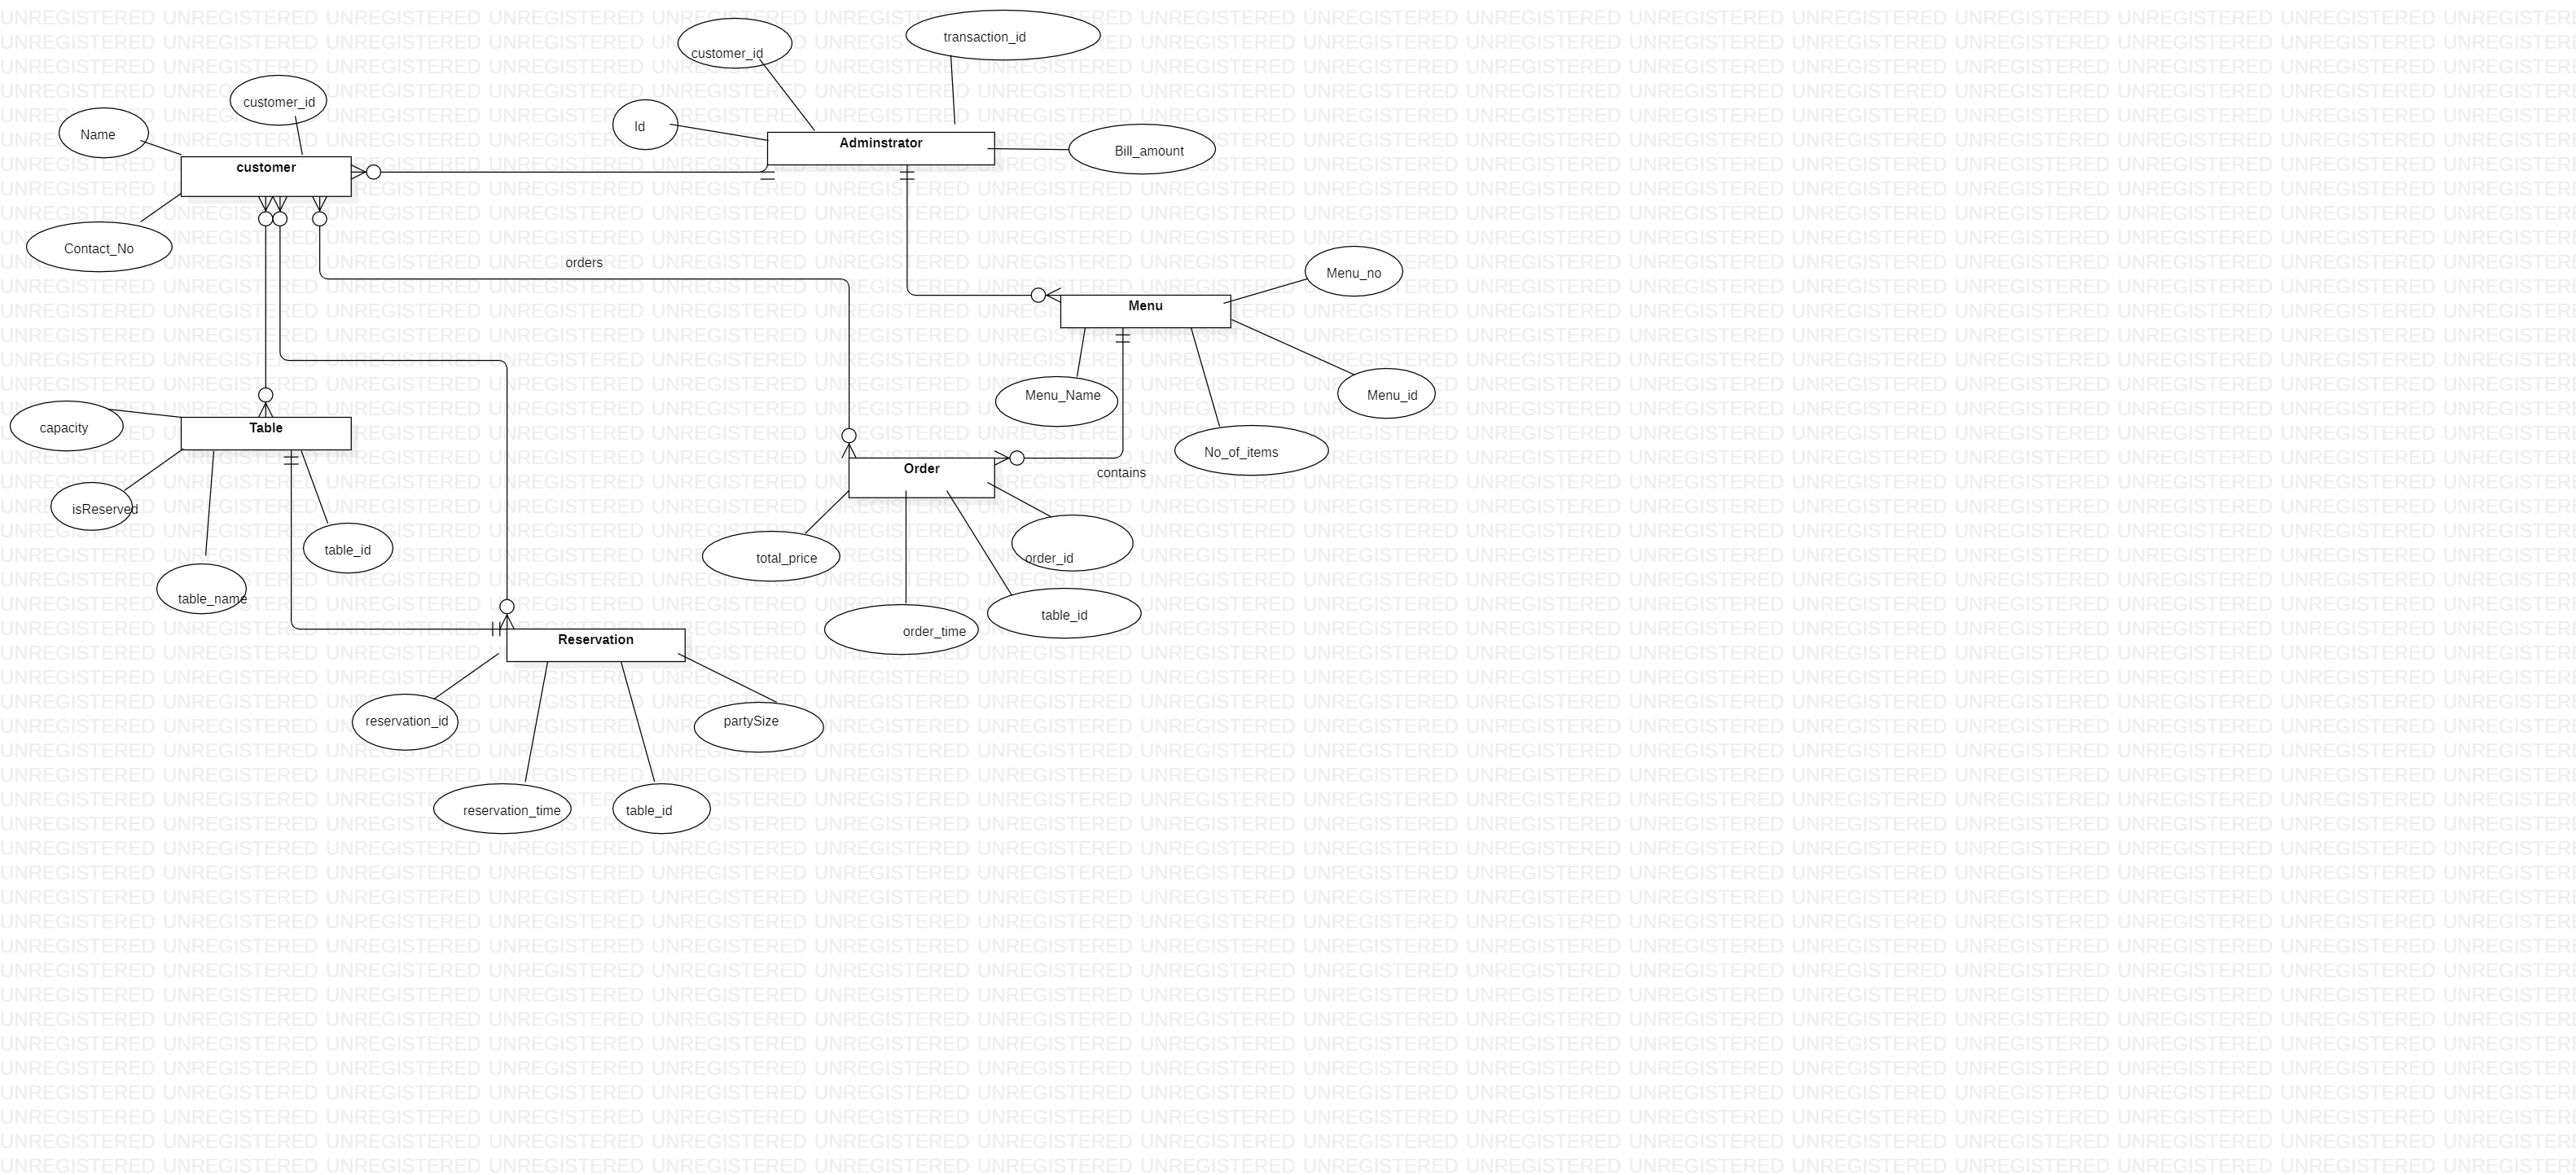 customer_id
transaction_id
customer_id
Name
Id
Adminstrator
Bill_amount
customer
Contact_No
orders
Menu_no
Menu
Menu_Name
Menu_id
capacity
Table
No_of_items
Order
contains
isReserved
table_id
total_price
order_id
table_name
table_id
order_time
Reservation
reservation_id
partySize
reservation_time
table_id
UNREGISTERED